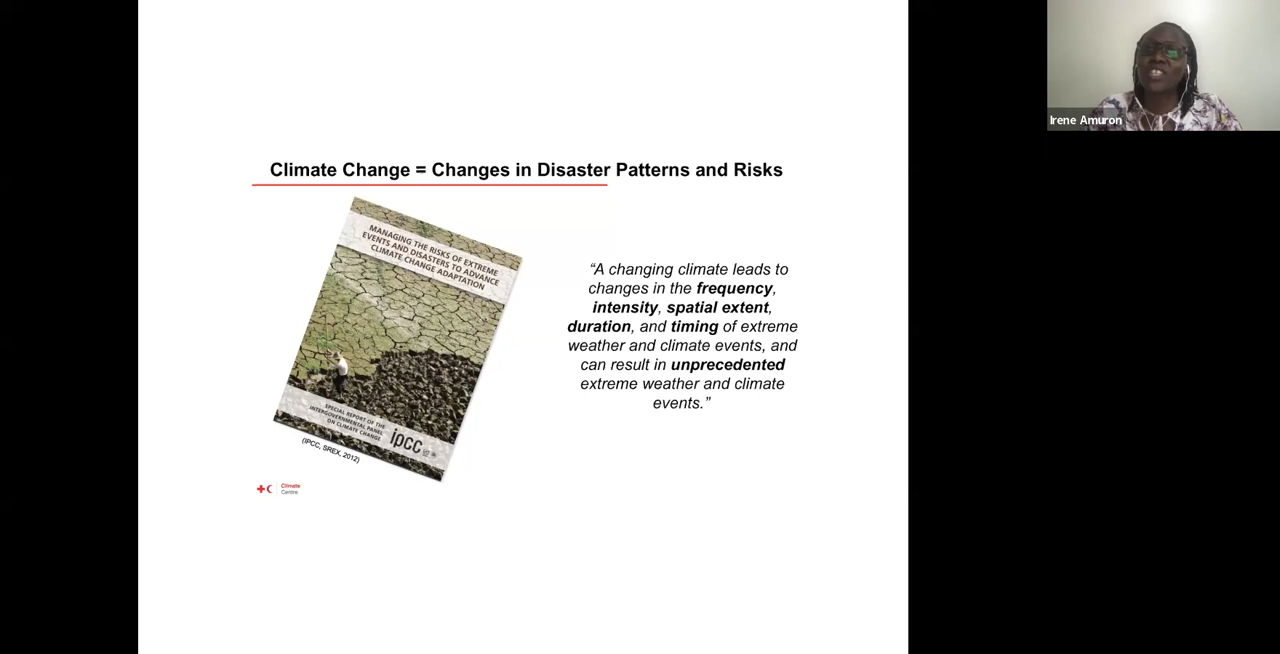 Irene Amuron
Climate Change = Changes in Disaster Patterns and Risks
MANAGING THE RISKS OF EXTREME
EVENTS AND DISASTERS TO ADVANCE
CLIMATE CHANGE ADAPTATION
SPECIAL REPORT OF THE
INTERGOVERNMENTAL PANEL
ON CLIMATE CHANGE
ipcc
(IPCC, SREX, 2012)
“A changing climate leads to
changes in the frequency,
intensity, spatial extent,
duration, and timing of extreme
weather and climate events, and
can result in unprecedented
extreme weather and climate
events.”
Climate
Centre